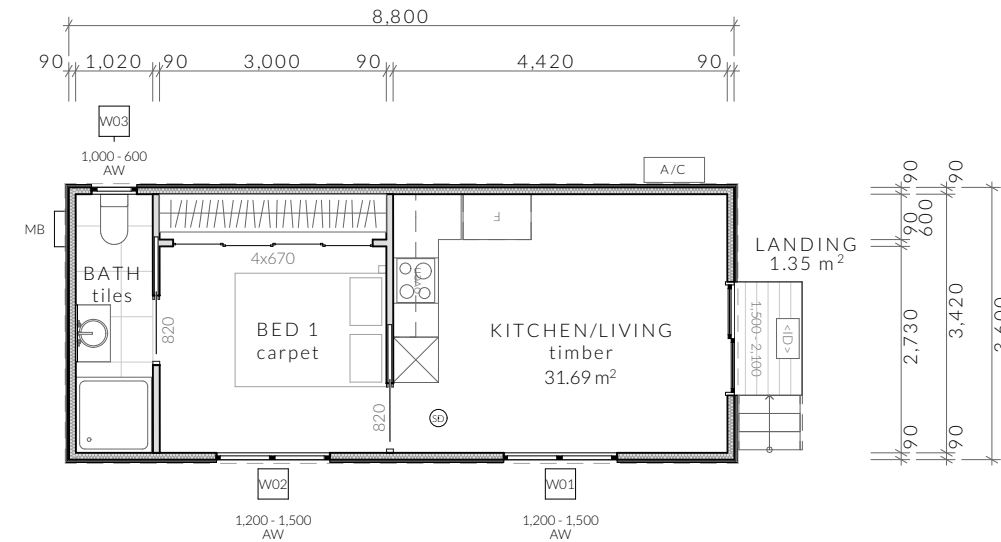 8,800
90 1,020 90 3,000 90 4,420 90
W03
1,000 - 600
AW
A/C
90 90
90 600
MB
F
LANDING
1.35 m²
4x670
BATH
tiles
820
BED 1
carpet
KITCHEN/LIVING
timber
31.69 m²
1,500 - 2,100
<ID>
2,730
3,420
820
SD
90 90
W02
W01
1,200 - 1,500
AW
1,200 - 1,500
AW